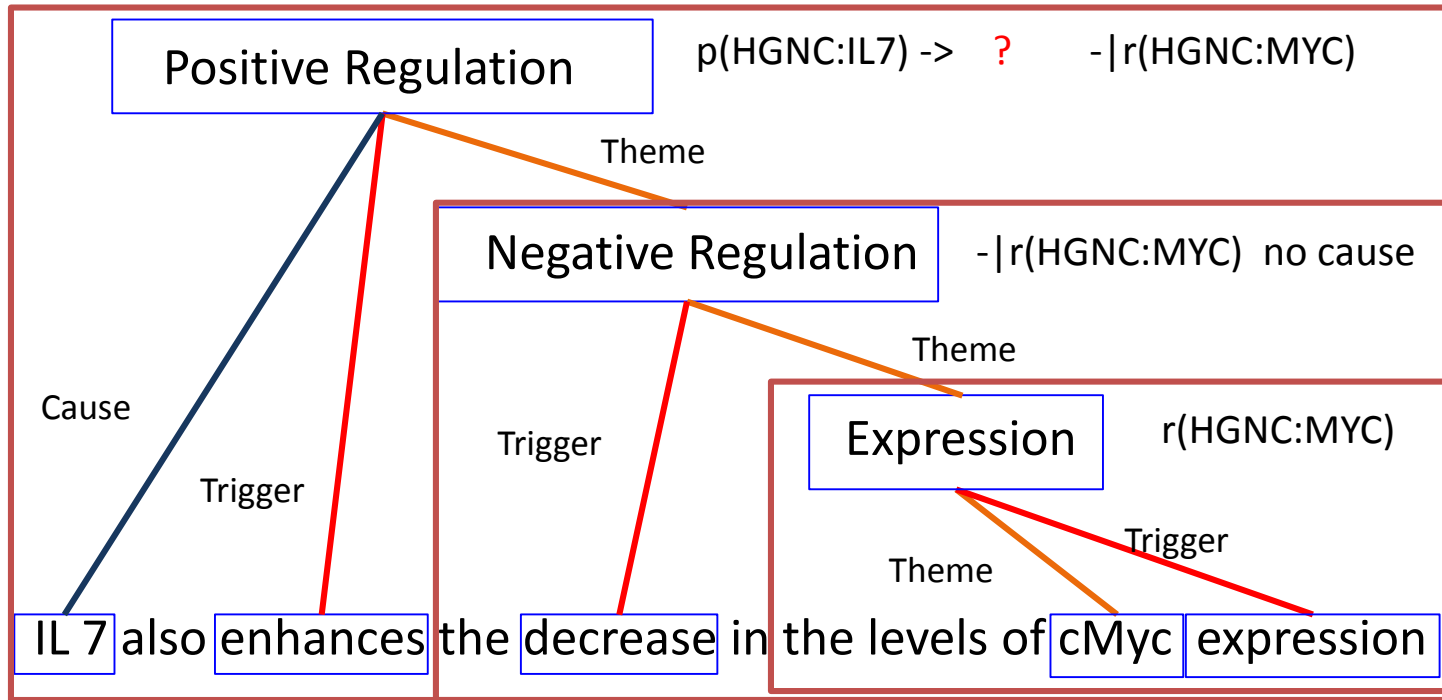 Positive Regulation p(HGNC:IL7) -> ? -|r(HGNC:MYC)
Theme
Negative Regulation -|r(HGNC:MYC) no cause
Theme
Cause
Expression r(HGNC:MYC)
Trigger
Trigger
Trigger
Theme
IL 7 also enhances the decrease in the levels of cMyc expression